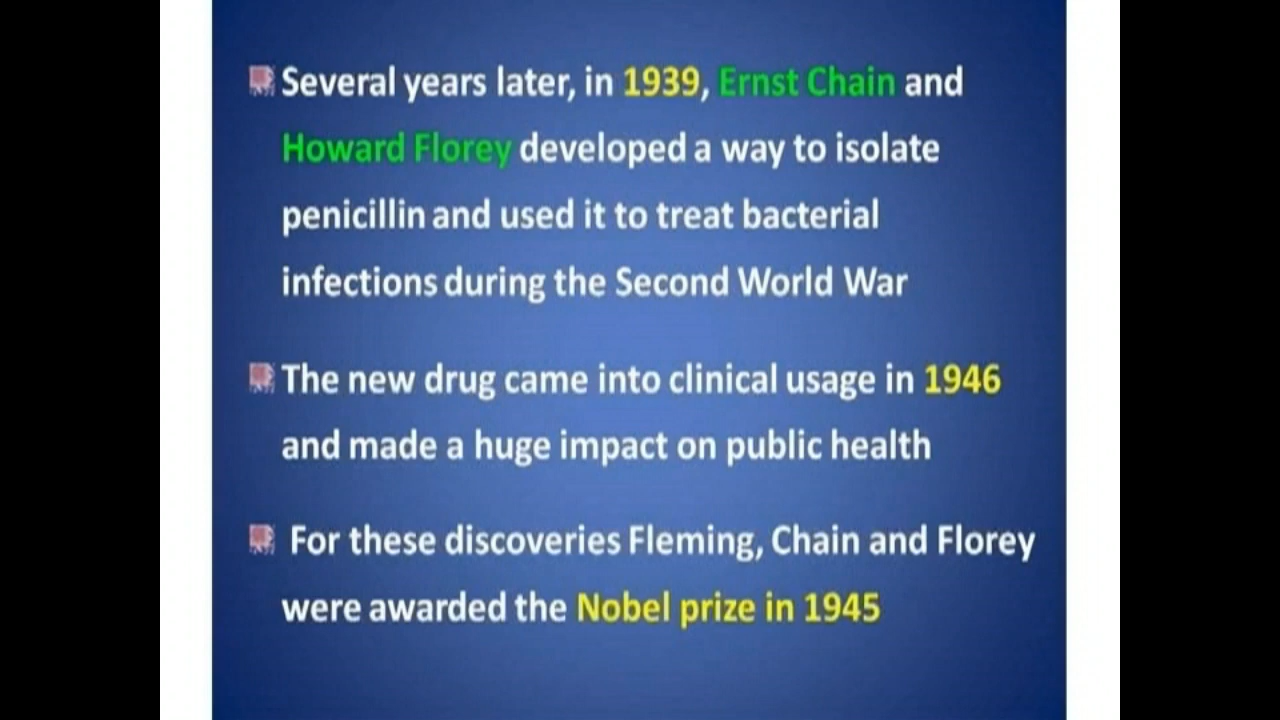 Several years later, in 1939, Ernst Chain and
Howard Florey developed a way to isolate
penicillin and used it to treat bacterial
infections during the Second World War
The new drug came into clinical usage in 1946
and made a huge impact on public health
For these discoveries Fleming, Chain and Florey
were awarded the Nobel prize in 1945